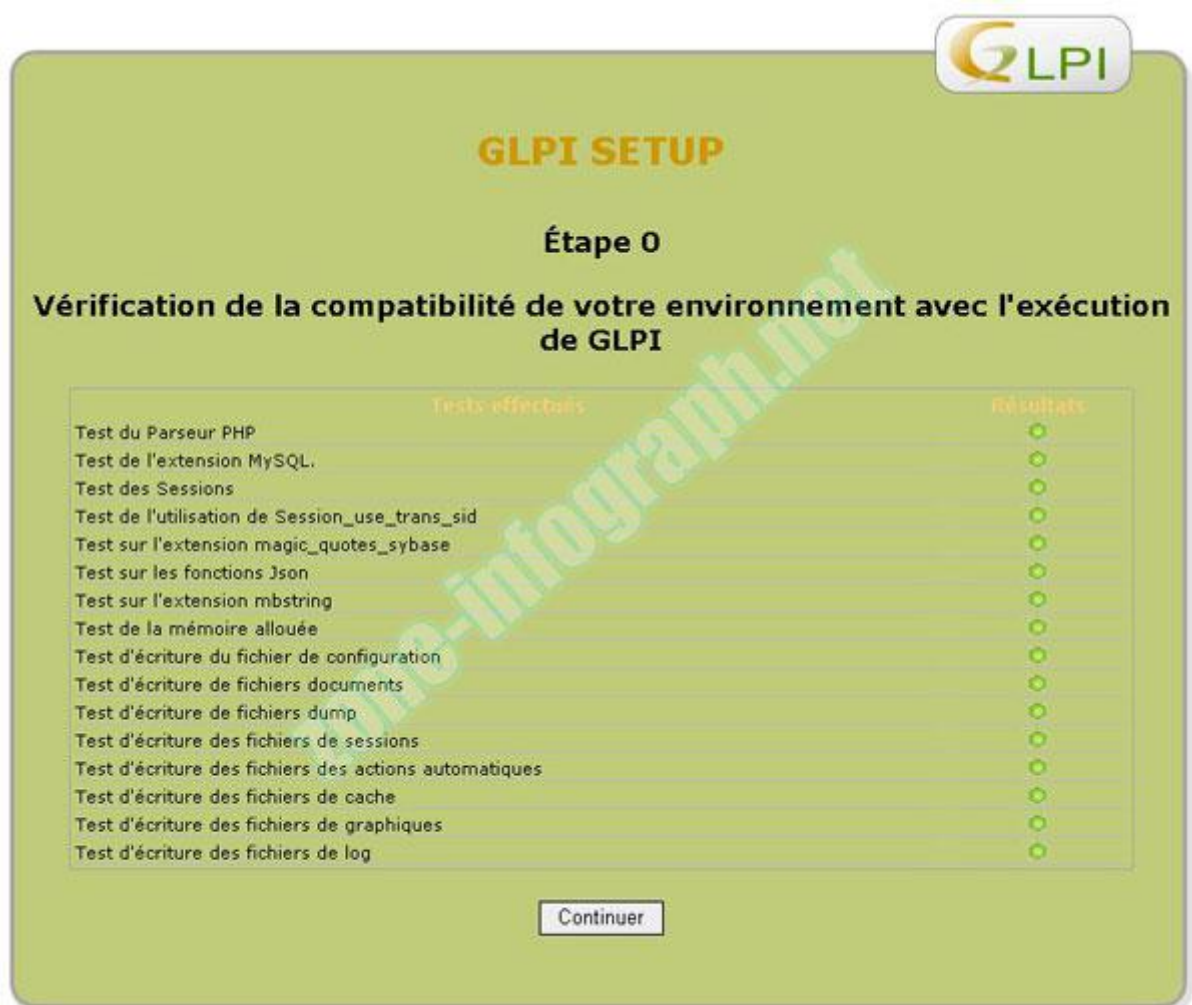 GLPI
GLPI SETUP
Étape 0
Vérification de la compatibilité de votre environnement avec l'exécution
de GLPI
Tests effectués Résultats
Test du Parseur PHP
Test de l'extension MySQL.
Test des Sessions
Test de l'utilisation de Session_use_trans_sid
Test sur l'extension magic_quotes_sybase
Test sur les fonctions Json
Test sur l'extension mbstring
Test de la mémoire allouée
Test d'écriture du fichier de configuration
Test d'écriture de fichiers documents
Test d'écriture de fichiers dump
Test d'écriture des fichiers de sessions
Test d'écriture des fichiers des actions automatiques
Test d'écriture des fichiers de cache
Test d'écriture des fichiers de graphiques
Test d'écriture des fichiers de log
Continuer
zone-infograph.net